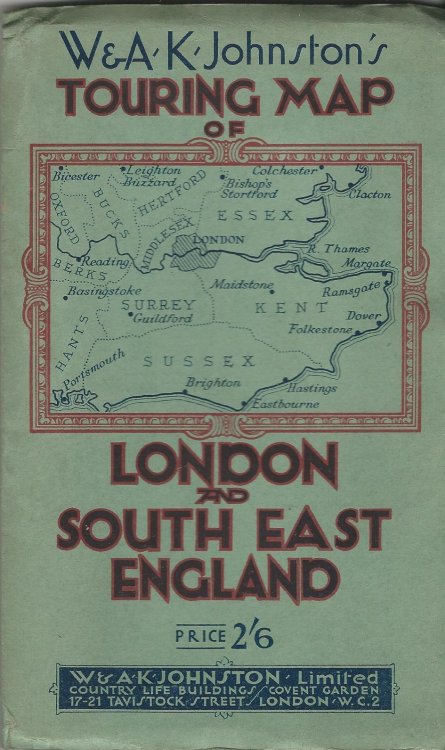 W & A·K·Johnston's
TOURING MAP
OF
Bicester
Leighton
Buzzard
Colchester
Bishop's
Stortford
Clacton
OXFORD
BUCKS
HERTFORD
ESSEX
MIDDLESEX
LONDON
R. Thames
Reading
BERKS
Margate
Basingstoke
Maidstone
Ramsgate
SURREY
KENT
Guildford
Dover
HANTS
Folkestone
SUSSEX
Portsmouth
Brighton
Hastings
Eastbourne
LONDON
AND
SOUTH EAST
ENGLAND
PRICE 2'6
W & A·K·JOHNSTON · Limited
COUNTRY LIFE BUILDINGS / COVENT GARDEN
17-21 TAVISTOCK·STREET / LONDON·W·C·2